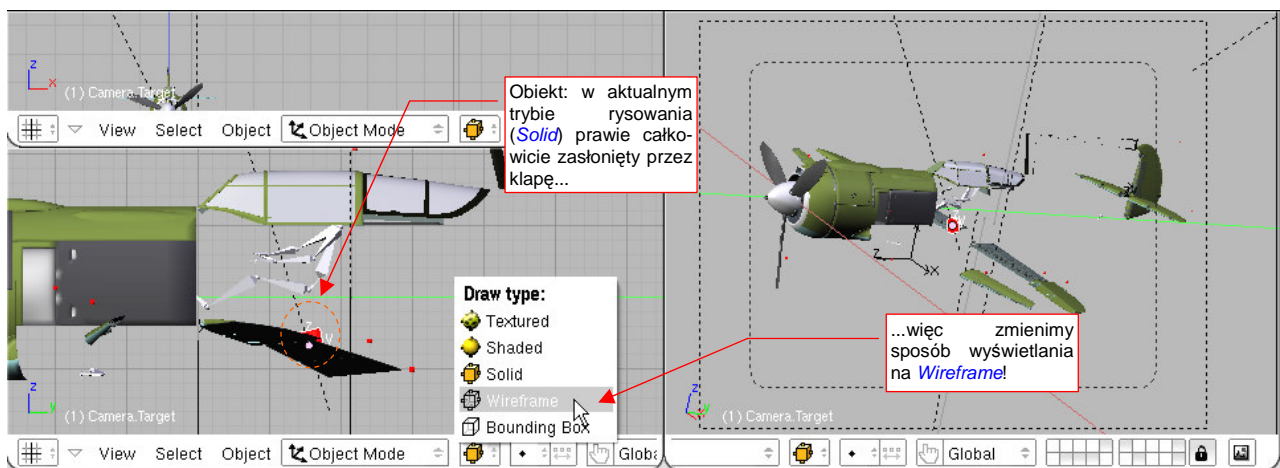 z
x
(1) Camera.Target
View Select Object Object Mode
Obiekt: w aktualnym
trybie rysowania
(Solid) prawie całko-
wicie zasłonięty przez
klapę...
Draw type:
Textured
Shaded
Solid
Wireframe
Bounding Box
z
y
(1) Camera.Target
View Select Object Object Mode Globa
...więc zmienimy
sposób wyświetlania
na Wireframe!
z
x
z
y
(1) Camera.Target
Global